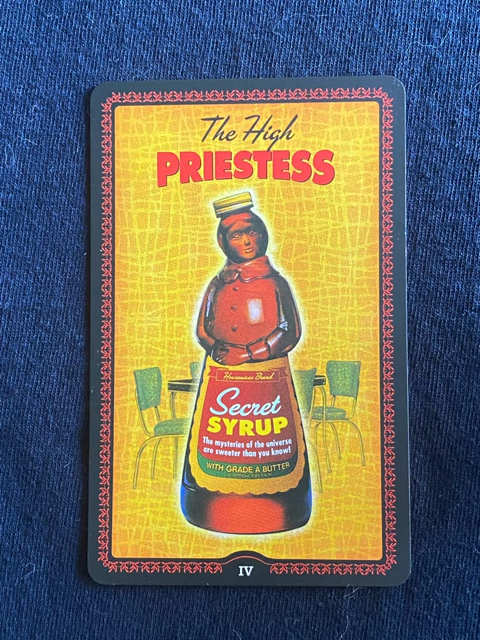 The High
PRIESTESS
Housewives Brand
Secret
SYRUP
The mysteries of the universe
are sweeter than you know!
WITH GRADE A BUTTER
IV